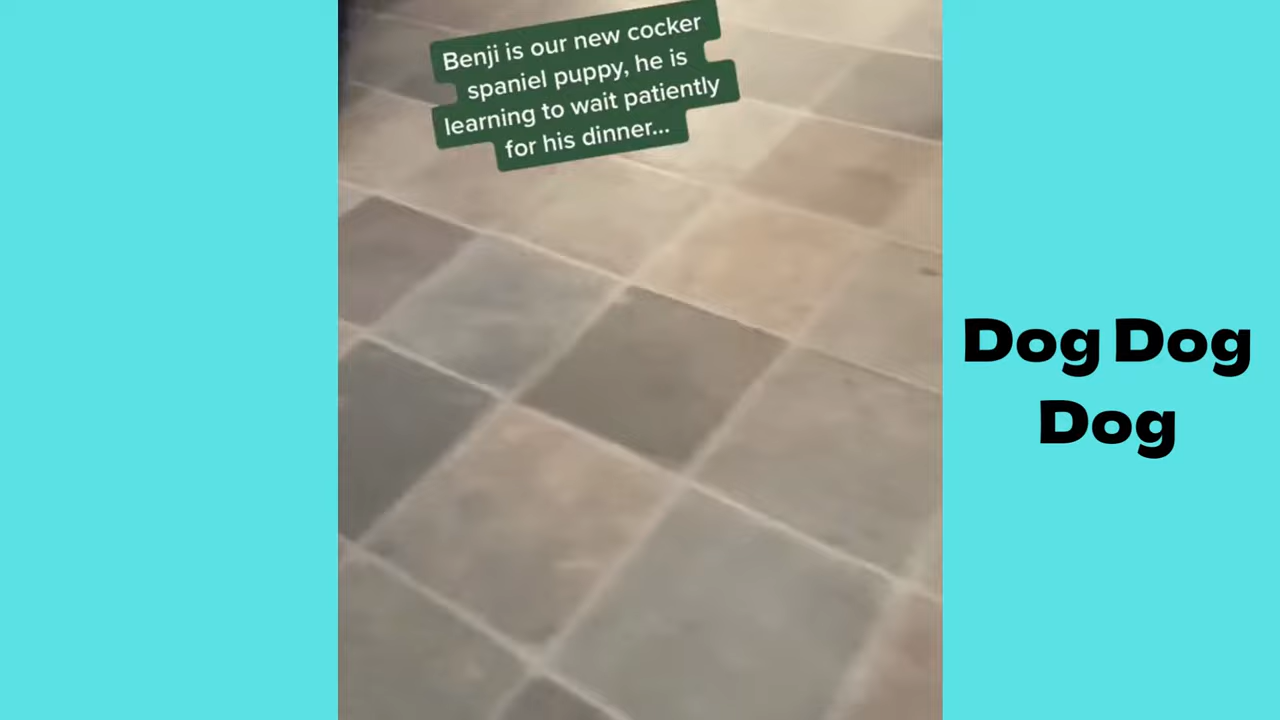 Benji is our new cocker
spaniel puppy, he is
learning to wait patiently
for his dinner...
Dog Dog
Dog